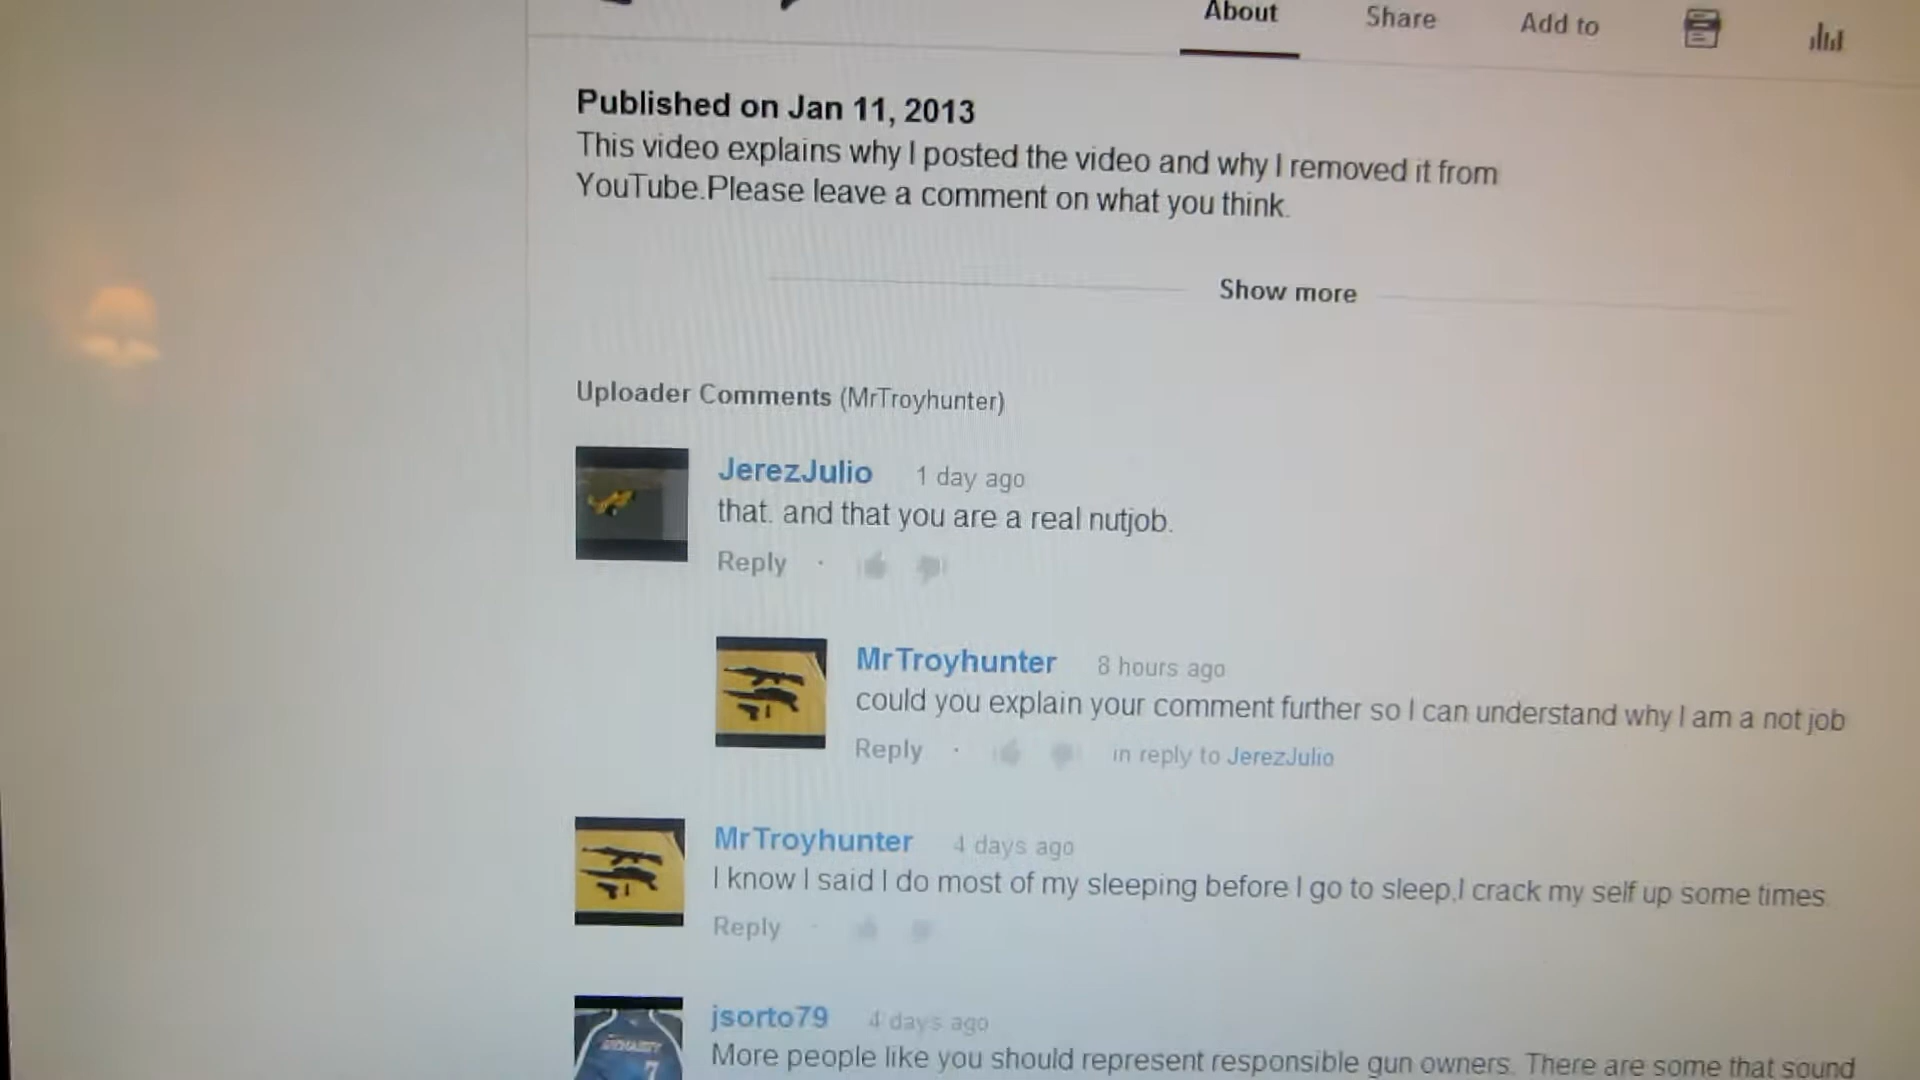 About Share Add to
Published on Jan 11, 2013
This video explains why I posted the video and why I removed it from
YouTube.Please leave a comment on what you think.
Show more
Uploader Comments (MrTroyhunter)
JerezJulio 1 day ago
that. and that you are a real nutjob.
Reply ·
MrTroyhunter 8 hours ago
could you explain your comment further so I can understand why I am a not job
Reply · in reply to JerezJulio
MrTroyhunter 4 days ago
I know I said I do most of my sleeping before I go to sleep,I crack my self up some times.
Reply ·
jsorto79 4 days ago
DYNASTY
7
More people like you should represent responsible gun owners. There are some that sound